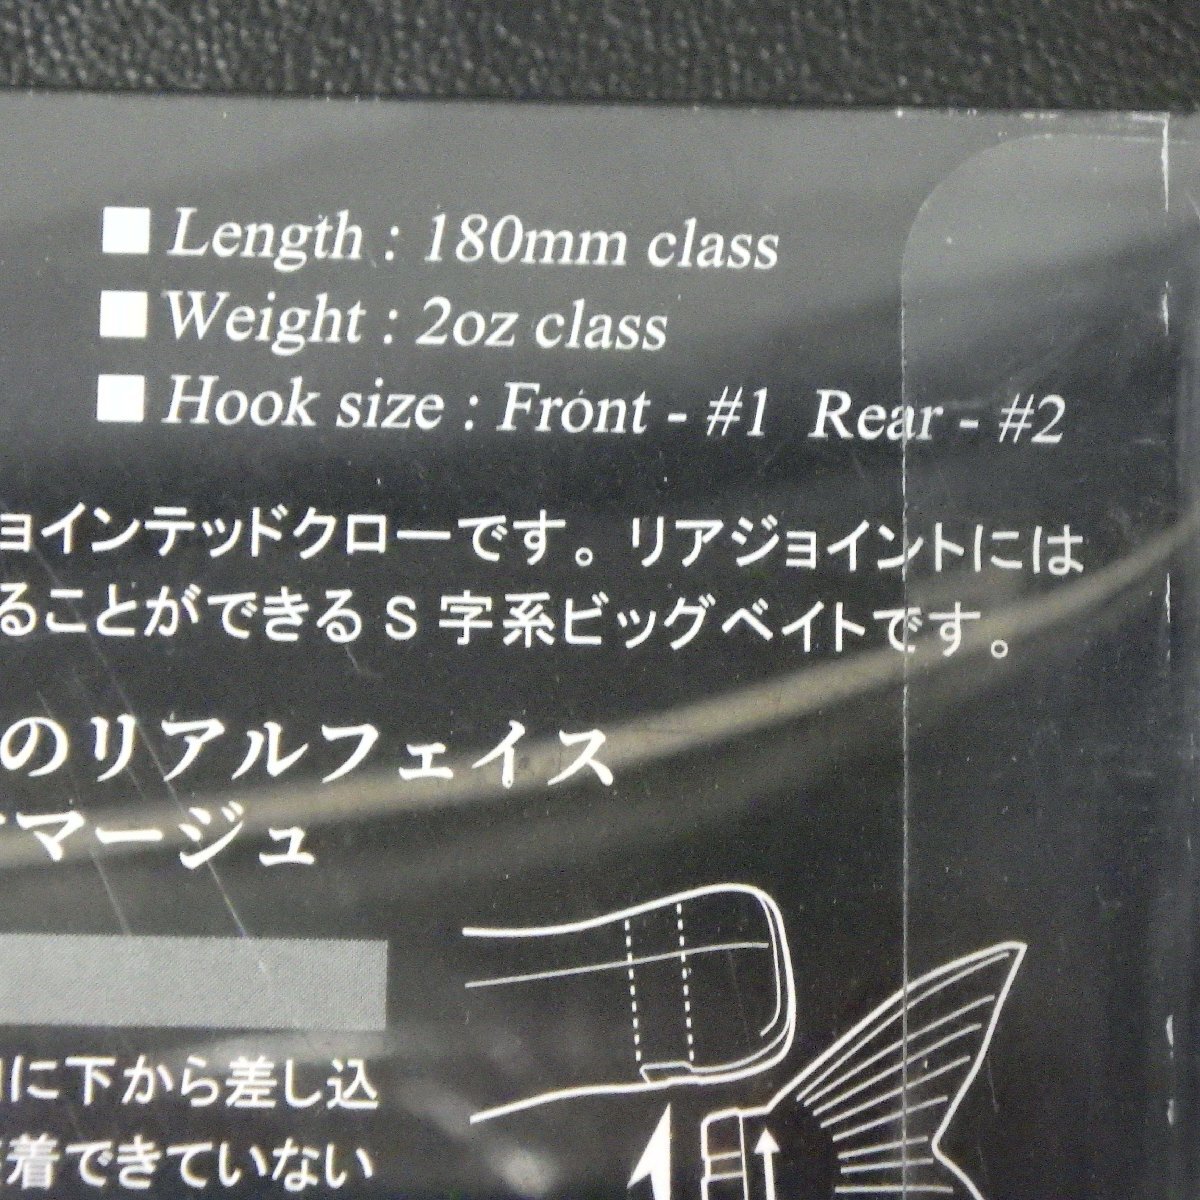 ■ Length : 180mm class
■ Weight : 2oz class
■ Hook size : Front - #1 Rear - #2
ョインテッドクローです。リアジョイントには
ることができるS字系ビッグベイトです。
のリアルフェイス
マージュ
に下から差し込
着できていない